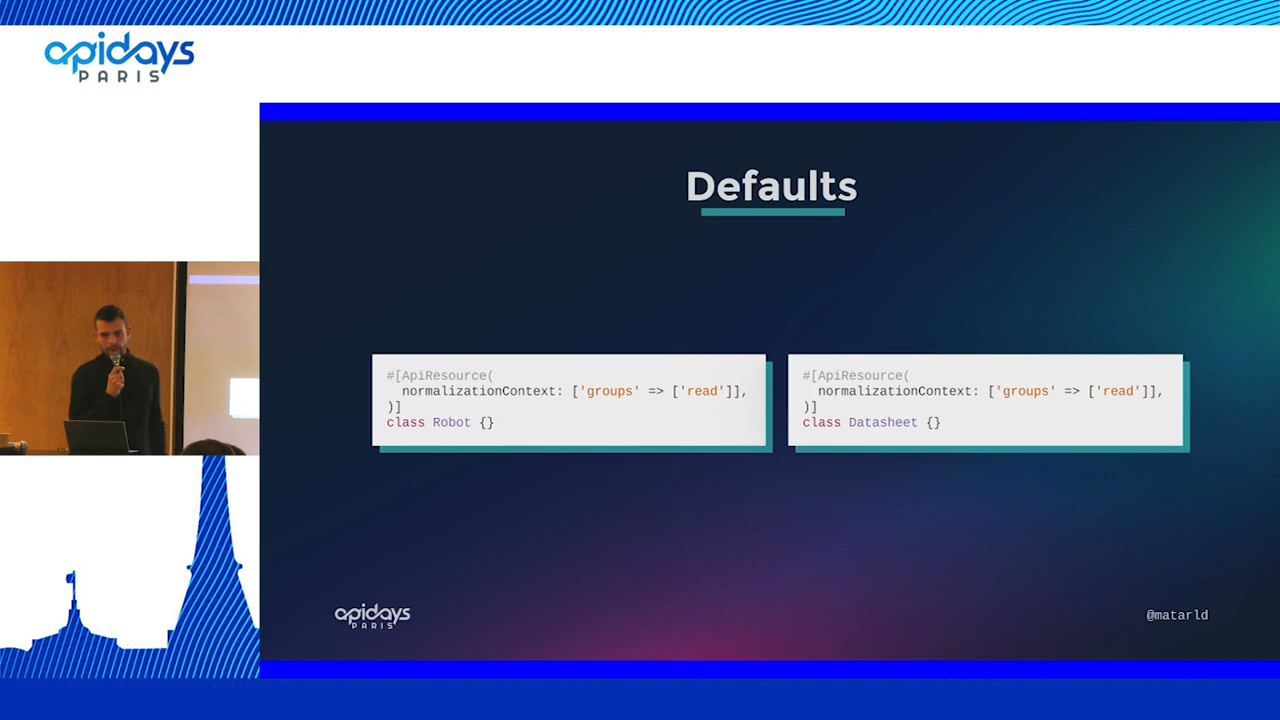 apidays
PARIS
Defaults
#[ApiResource(
  normalizationContext: ['groups' => ['read']],
)]
class Robot {}
#[ApiResource(
  normalizationContext: ['groups' => ['read']],
)]
class Datasheet {}
apidays
PARIS
@matarld